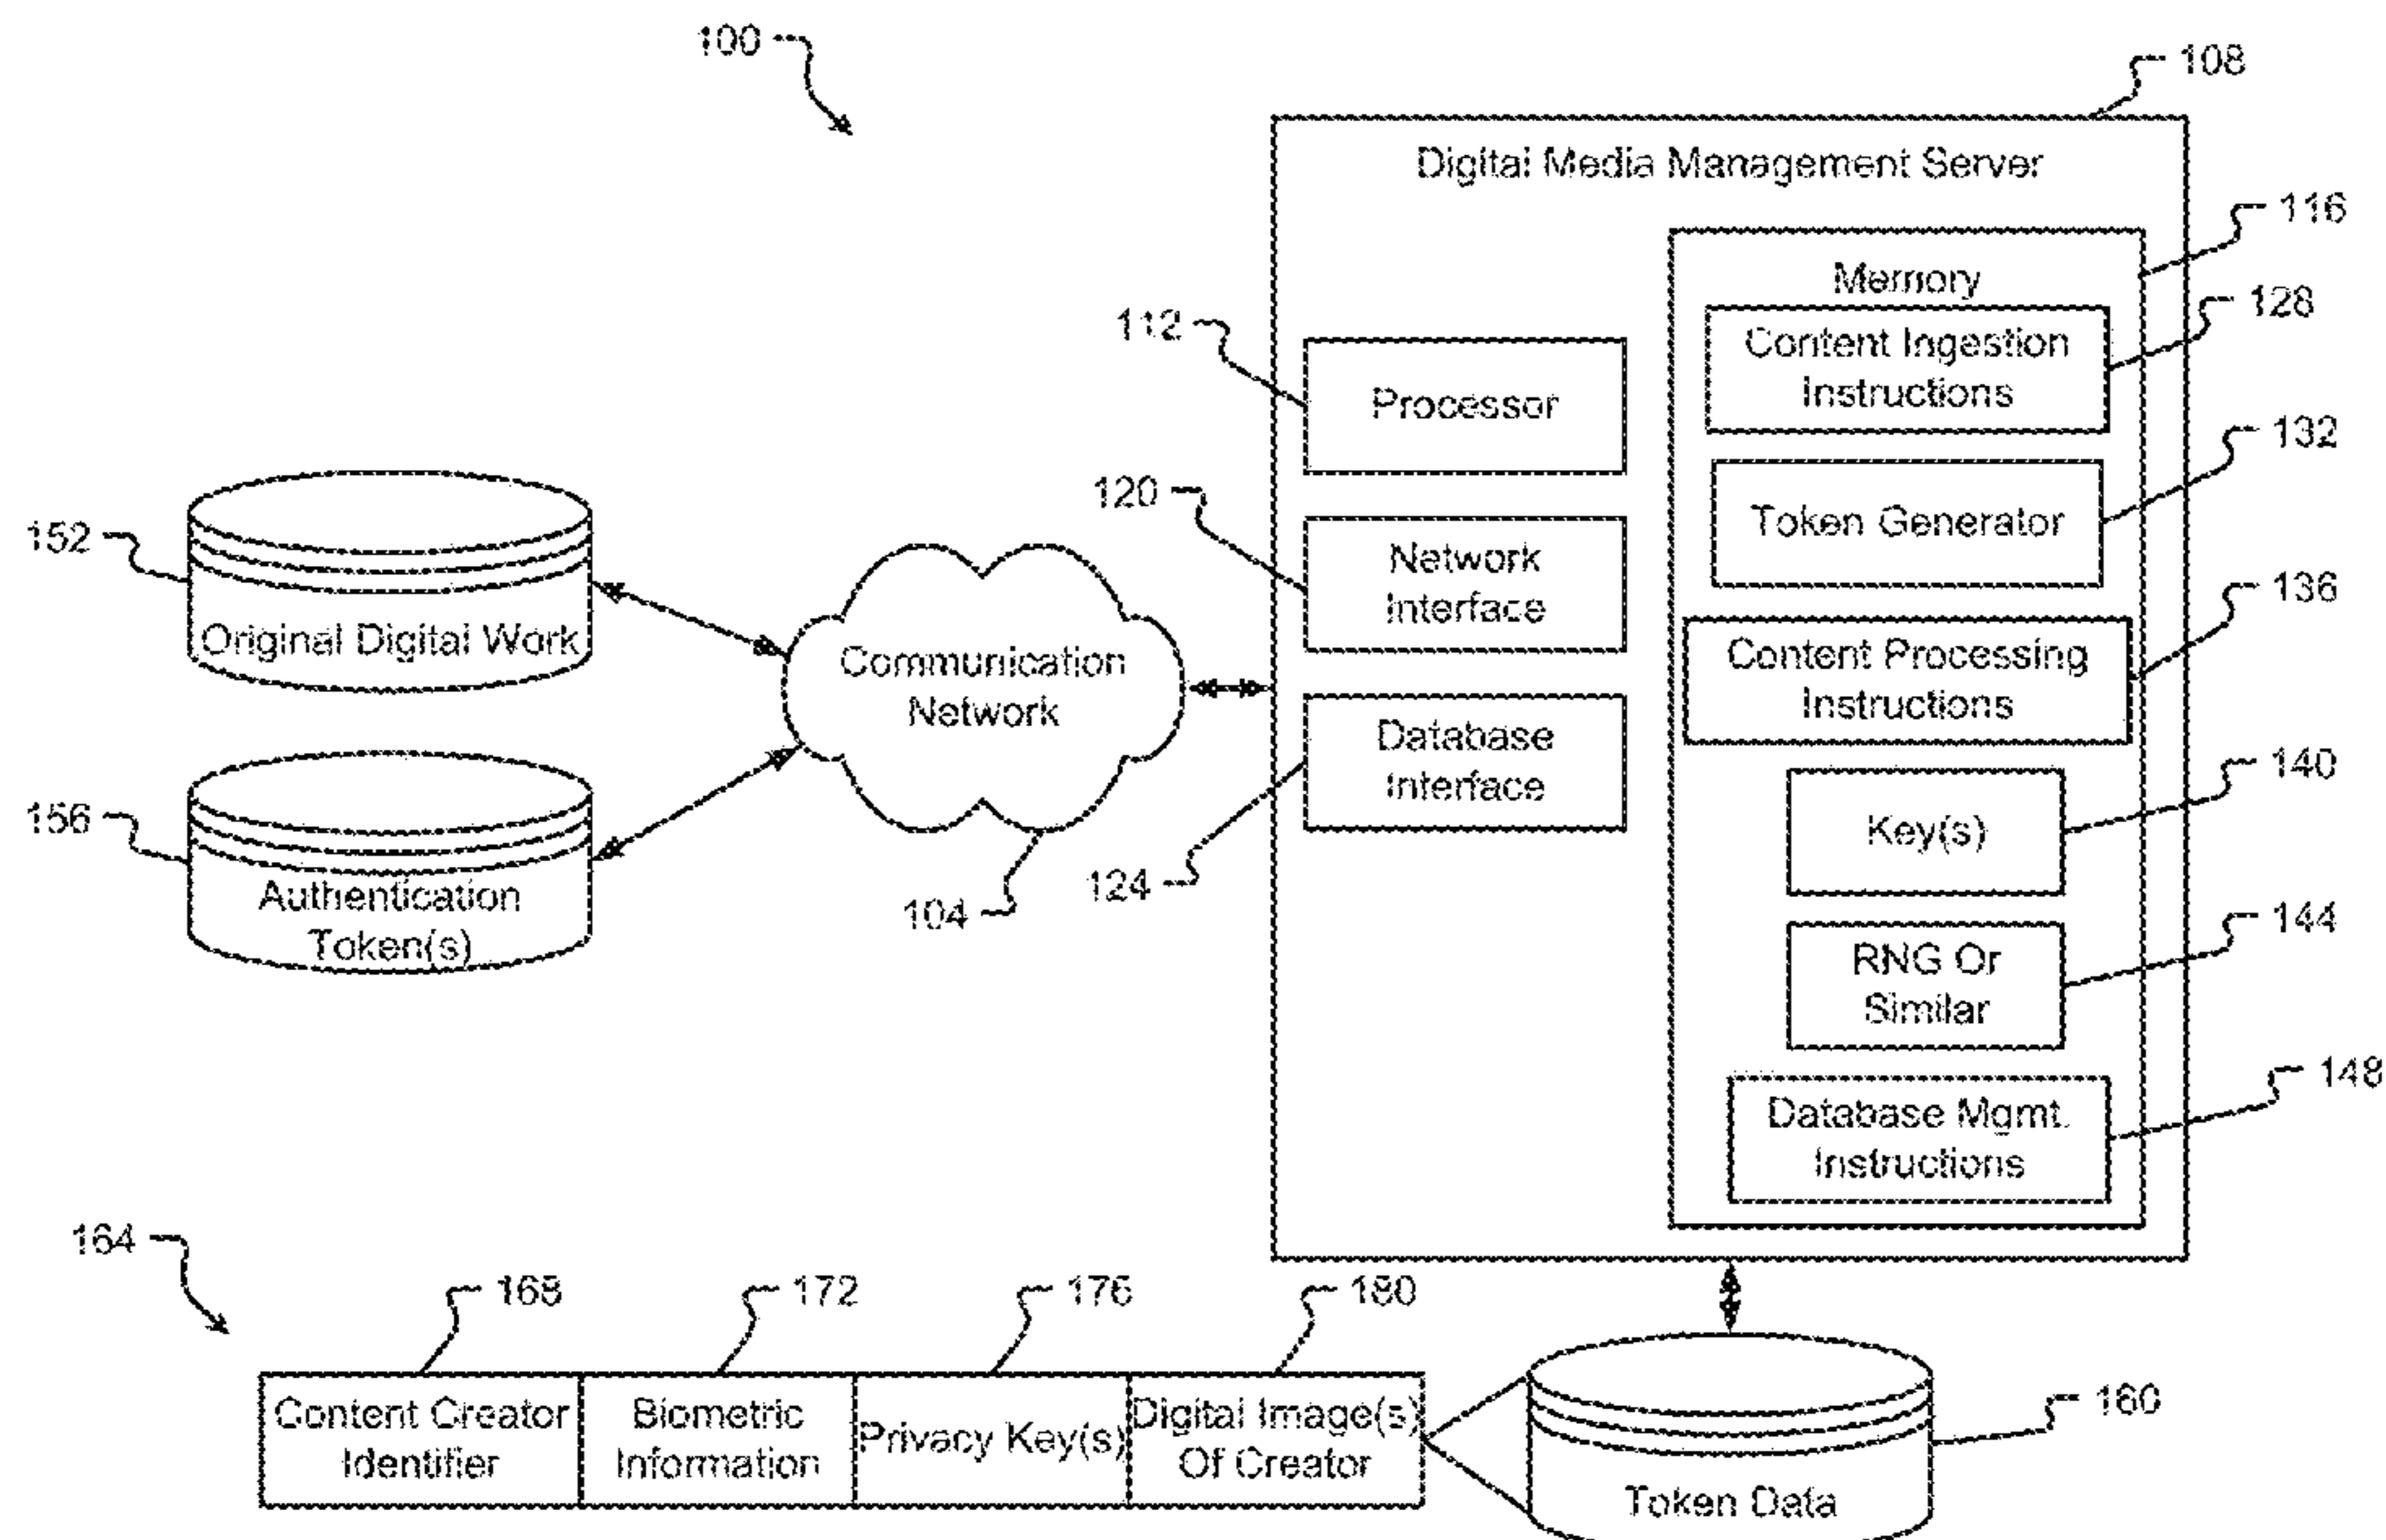 100
108
Digital Media Management Server
116
Memory
128
Content Ingestion
Instructions
112
Processor
132
Token Generator
120
Network
Interface
152
Original Digital Work
136
Content Processing
Instructions
Communication
Network
Database
Interface
140
Key(s)
156
Authentication
Token(s)
124
104
144
RNG Or
Similar
148
Database Mgmt.
Instructions
164
168
172
176
180
Content Creator
Identifier
Biometric
Information
Privacy Key(s)
Digital Image(s)
Of Creator
160
Token Data